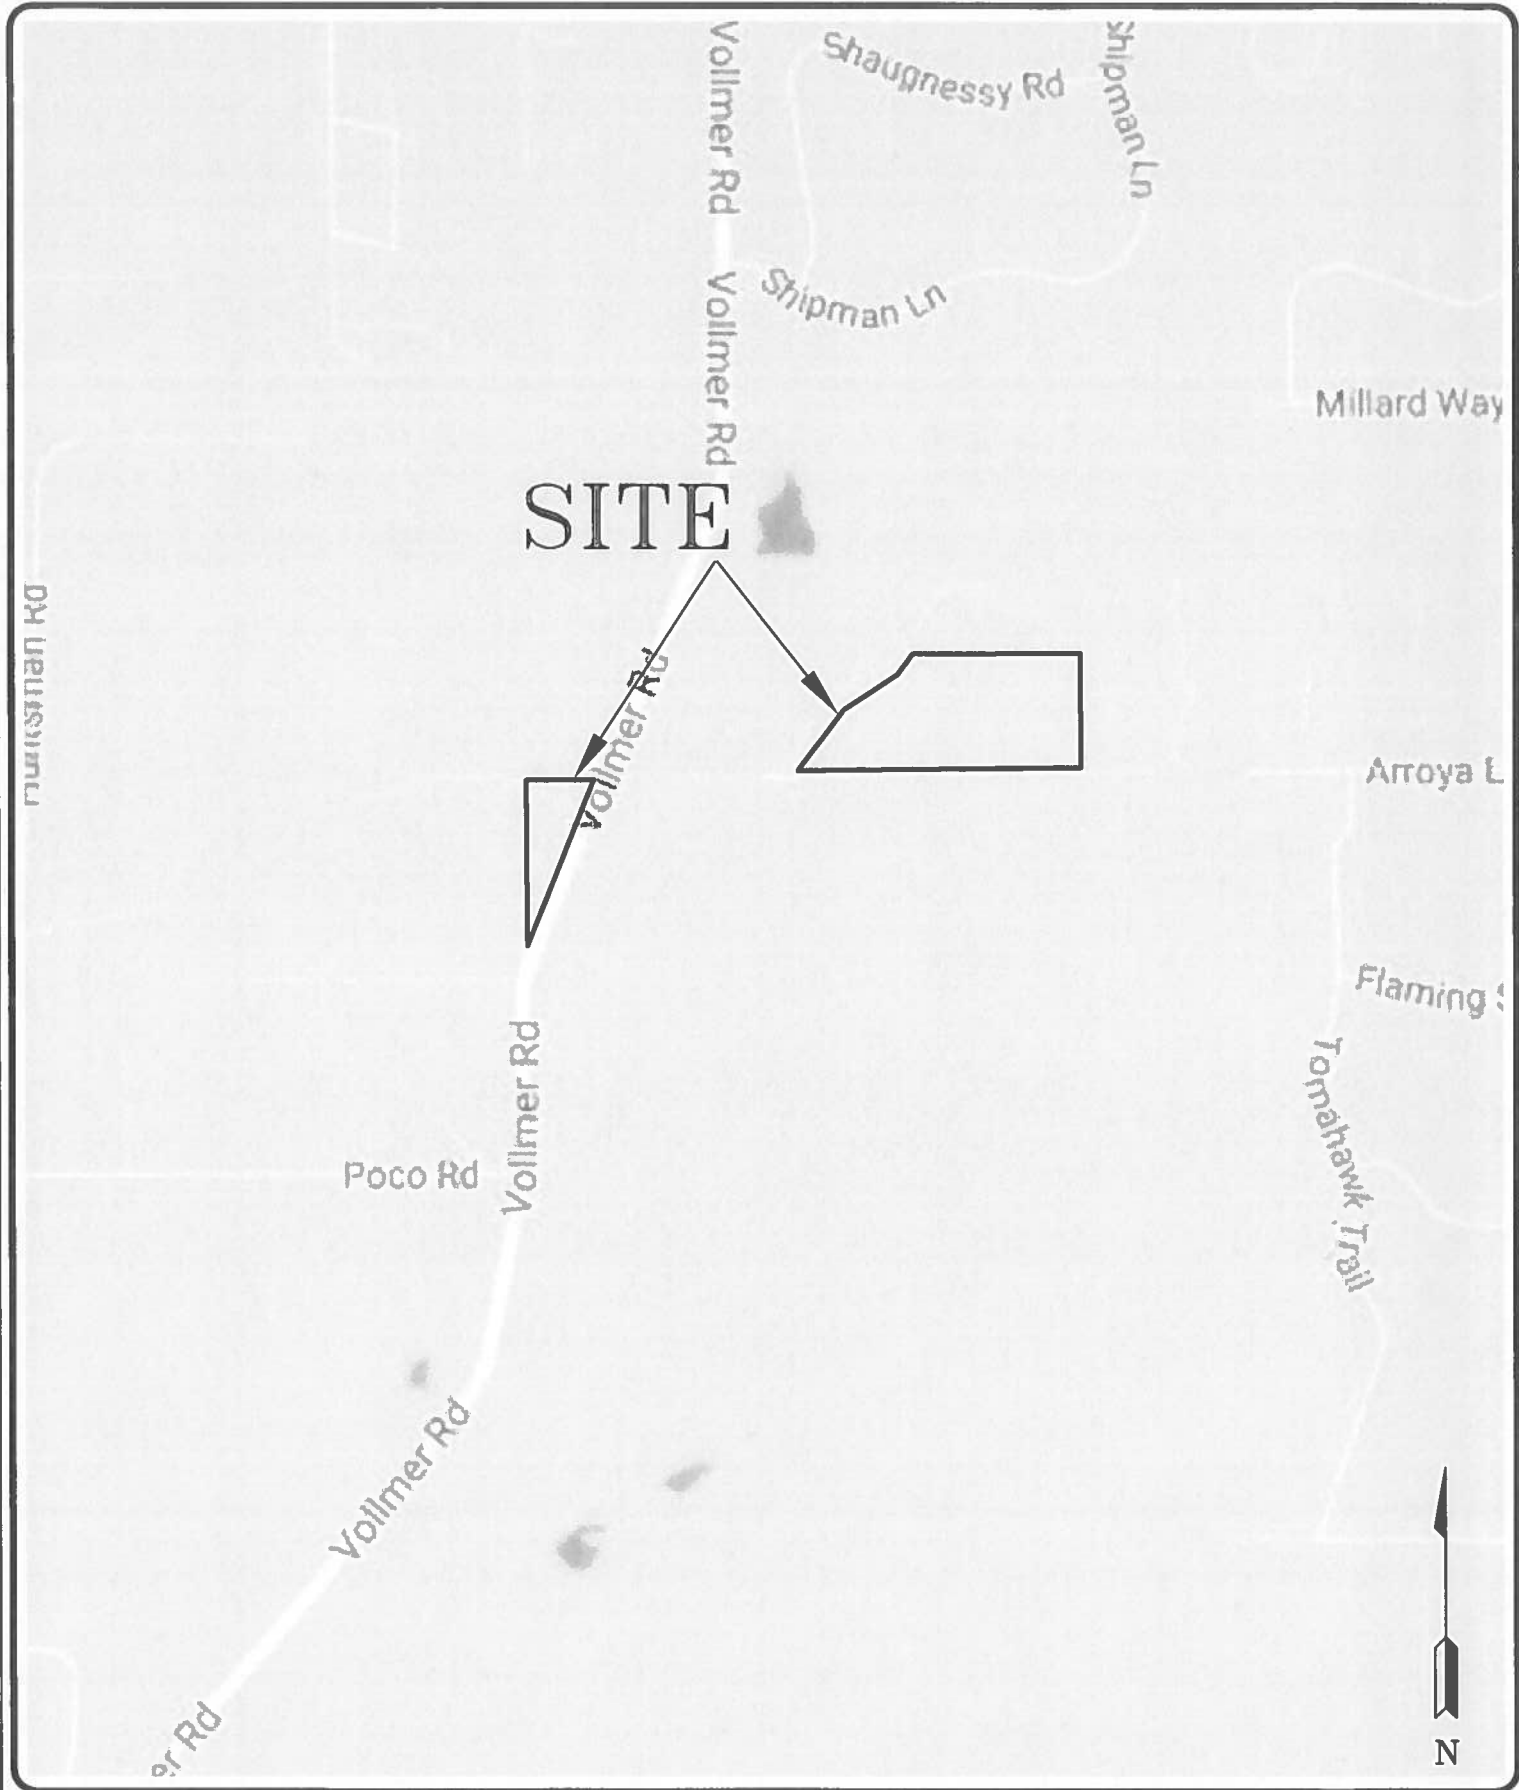 Vollmer Rd
Shaugnessy Rd
Shipman Ln
Vollmer Rd
Shipman Ln
Millard Way
SITE
Vollmer Rd
Arroya L
Flaming
Vollmer Rd
Tomahawk Trail
Poco Rd
Vollmer Rd
er Rd
N